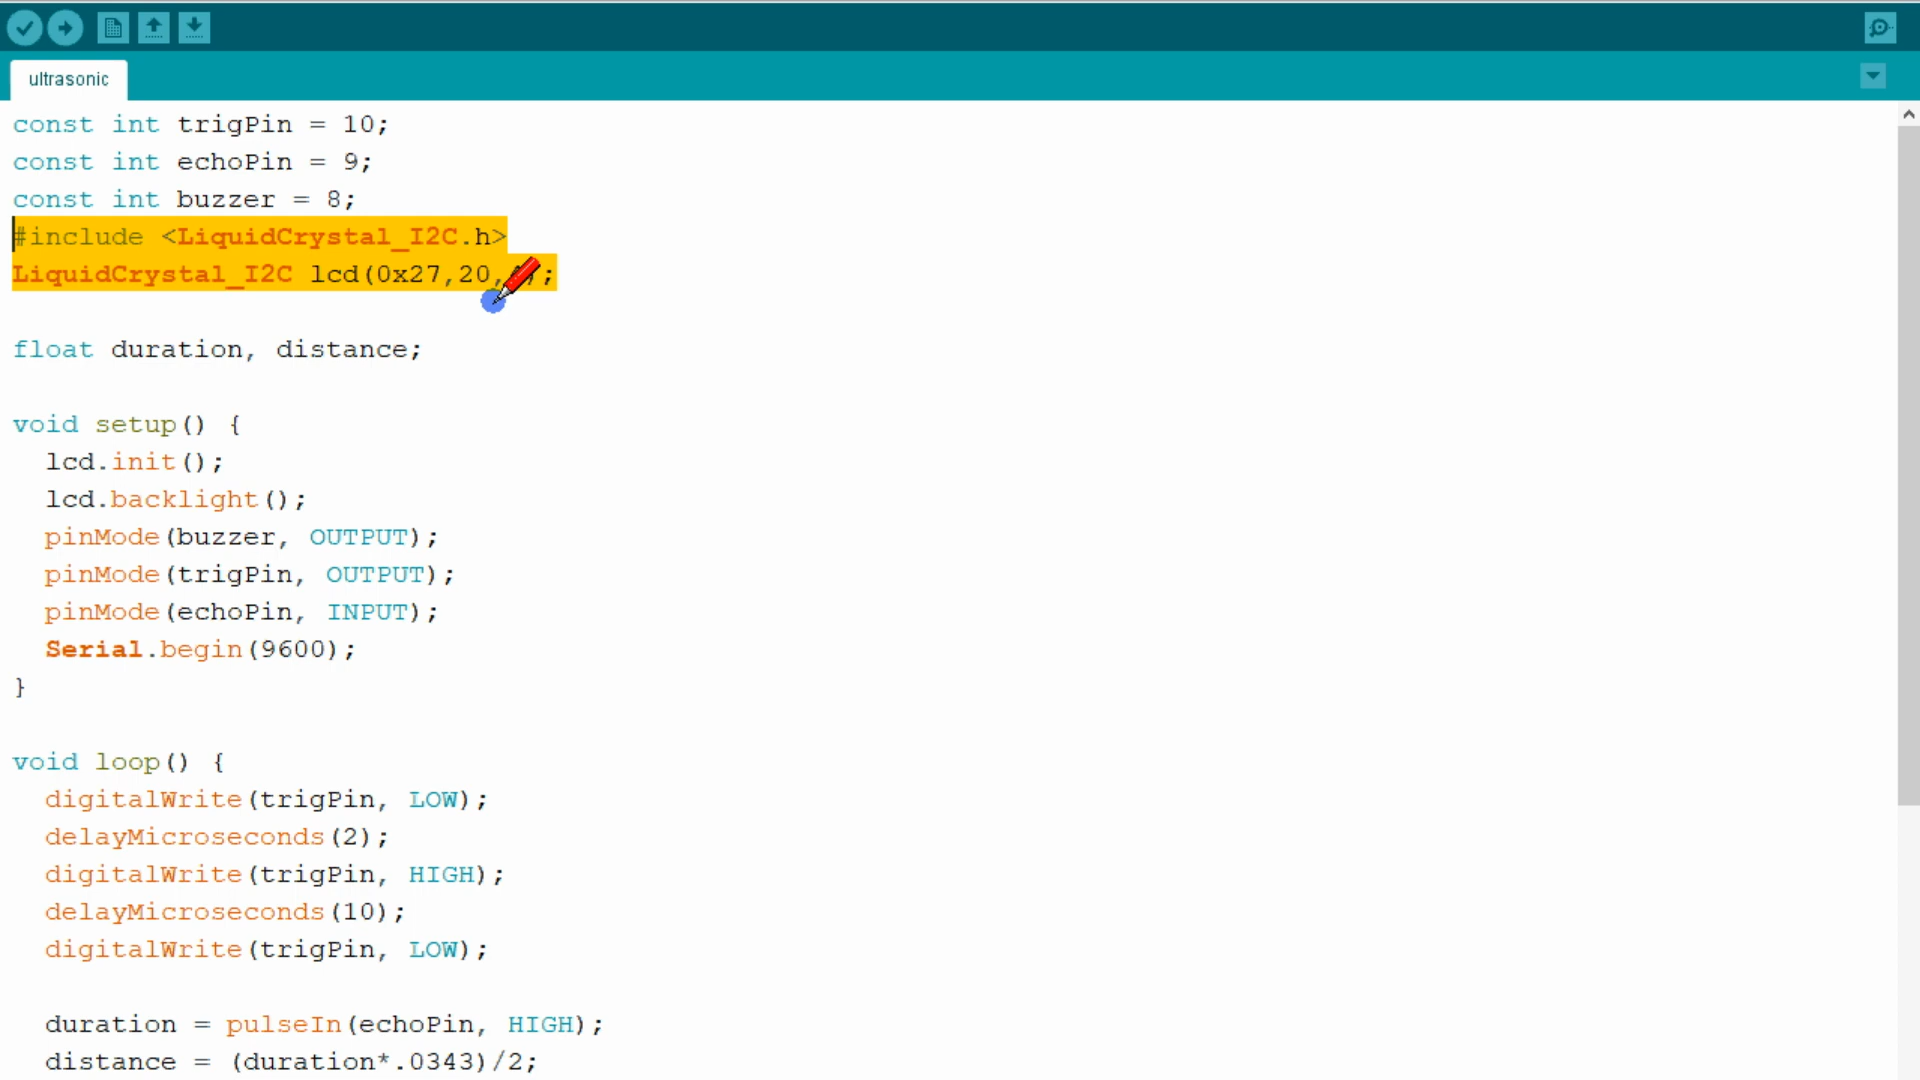 ultrasonic
const int trigPin = 10;
const int echoPin = 9;
const int buzzer = 8;
#include <LiquidCrystal_I2C.h>
LiquidCrystal_I2C lcd(0x27,20,
float duration, distance;
void setup() {
lcd.init();
lcd.backlight();
pinMode(buzzer, OUTPUT);
pinMode(trigPin, OUTPUT);
pinMode(echoPin, INPUT);
Serial.begin(9600);
}
void loop() {
digitalWrite(trigPin, LOW);
delayMicroseconds(2);
digitalWrite(trigPin, HIGH);
delayMicroseconds(10);
digitalWrite(trigPin, LOW);
duration = pulseIn(echoPin, HIGH);
distance = (duration*.0343)/2;